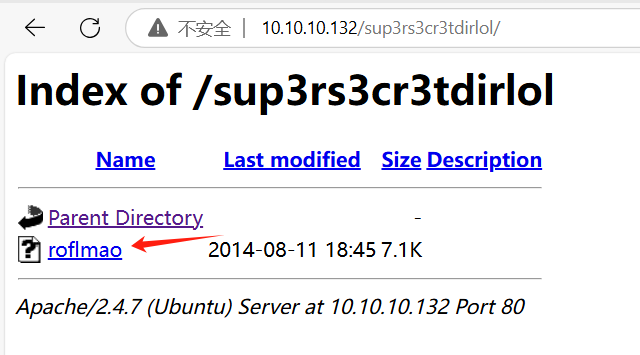 不安全 | 10.10.10.132/sup3rs3cr3tdirlol/
Index of /sup3rs3cr3tdirlol
Name Last modified Size Description
Parent Directory -
roflmao 2014-08-11 18:45 7.1K
Apache/2.4.7 (Ubuntu) Server at 10.10.10.132 Port 80